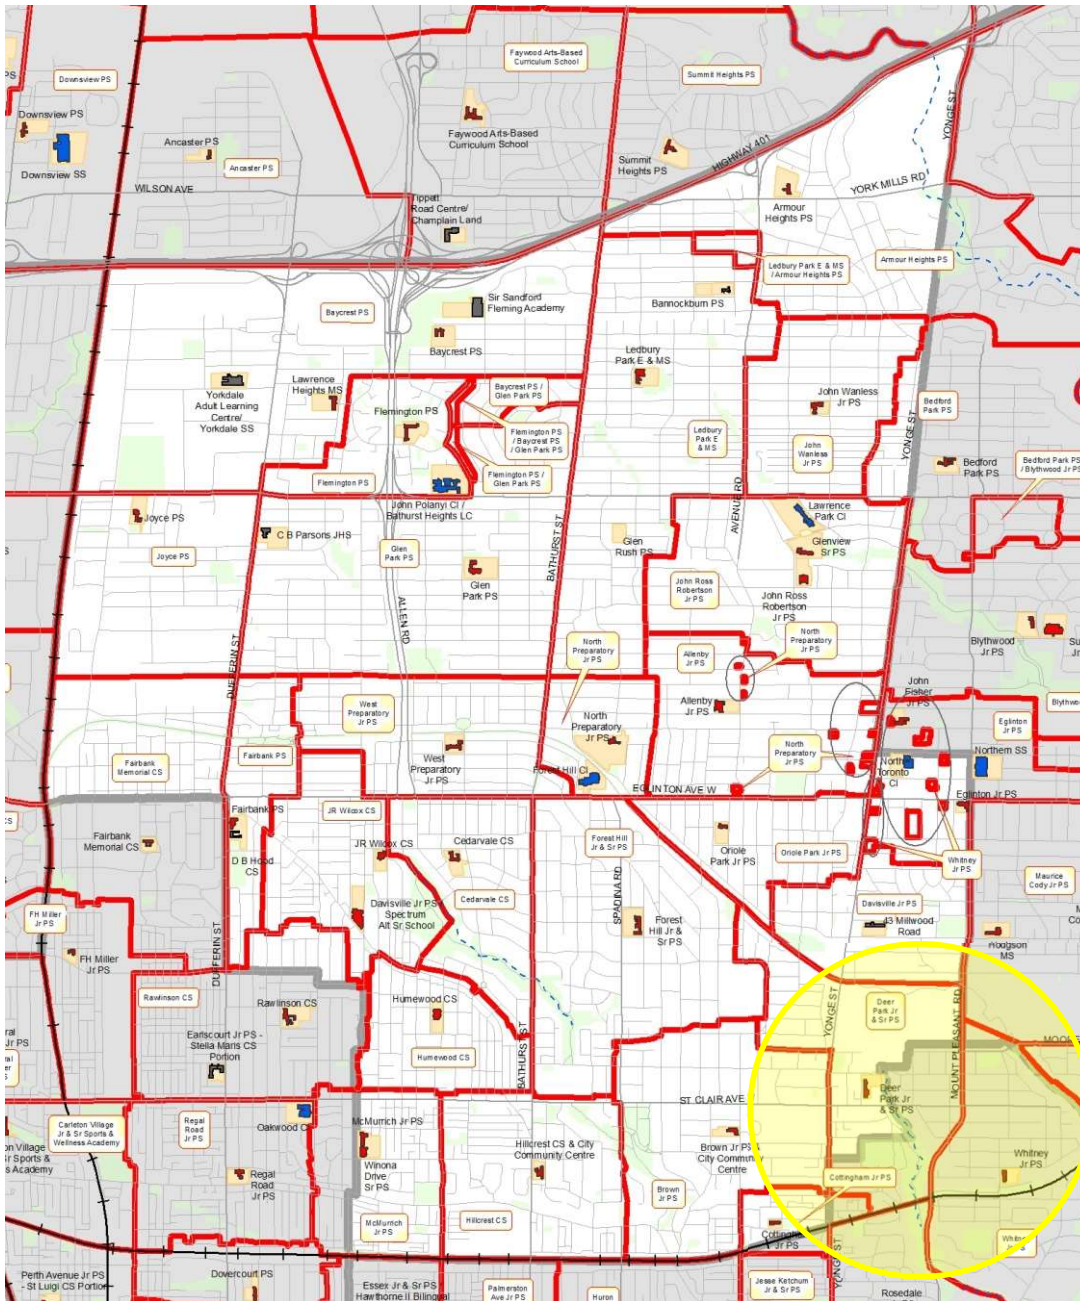 Faywood Arts-Based
Curriculum School
Downsview PS
Summit Heights PS
Downsview PS
Ancaster PS
Faywood Arts-Based
Curriculum School
Summit
Heights PS
HIGHWAY 401
YONGE ST
Downsview SS
Ancaster PS
WILSON AVE
YORK MILLS RD
Armour
Heights PS
Tippett
Road Centre/
Champlain Land
Armour Heights PS
Ledbury Park E & MS
/ Armour Heights PS
Bannockburn PS
Sir Sandford
Fleming Academy
Baycrest PS
Baycrest PS
Ledbury
Park E & MS
Yorkdale
Adult Learning
Centre/
Yorkdale SS
Lawrence
Heights MS
Baycrest PS /
Glen Park PS
John Wanless
Jr PS
Bedford
Park PS
Flemington PS
Flemington PS
/ Baycrest PS
/ Glen Park PS
Ledbury
Park E
& MS
John
Wanless
Jr PS
YONGE ST
Bedford
Park PS
Bedford Park PS
/ Blythwood Jr PS
Flemington PS
Flemington PS /
Glen Park PS
AVENUE RD
John Polanyi CI /
Bathurst Heights LC
Lawrence
Park CI
Joyce PS
C B Parsons JHS
Glen
Rush PS
Glenview
Sr PS
Joyce PS
Glen
Park PS
Glen
Park PS
BATHURST ST
John Ross
Robertson
Jr PS
John Ross
Robertson
Jr PS
ALLEN RD
DUFFERIN ST
North
Preparatory
Jr PS
Allenby
Jr PS
North
Preparatory
Jr PS
Blythwood
Jr PS
John
Fisher
Jr PS
West
Preparatory
Jr PS
Allenby
Jr PS
North
Preparatory
Jr PS
Eglinton
Jr PS
Fairbank
Memorial CS
Fairbank PS
West
Preparatory
Jr PS
North
Preparatory
Jr PS
Northern SS
Forest Hill CI
North
Toronto
CI
EGLINTON AVE W
Eglinton Jr PS
Fairbank PS
JR Wilcox CS
Fairbank
Memorial CS
D B Hood
CS
JR Wilcox CS
Cedarvale CS
Forest Hill
Jr & Sr PS
Oriole
Park Jr PS
Oriole Park Jr PS
Whitney
Jr PS
Maurice
Cody Jr PS
SPADINA RD
Cedarvale CS
Davisville Jr PS
FH Miller
Jr PS
Davisville Jr PS /
Spectrum
Alt Sr School
Forest
Hill Jr &
Sr PS
43 Millwood
Road
Hodgson
MS
FH Miller
Jr PS
DUFFERIN ST
Rawlinson CS
Rawlinson CS
Humewood CS
YONGE ST
Deer
Park Jr
& Sr PS
MOUNT PLEASANT RD
Earlscourt Jr PS -
Stella Maris CS
Portion
Humewood CS
BATHURST ST
Deer
Park Jr
& Sr PS
ST CLAIR AVE
Carleton Village
Jr & Sr Sports &
Wellness Academy
Regal
Road
Jr PS
Oakwood CI
McMurrich Jr PS
Hillcrest CS & City
Community Centre
Brown Jr PS &
City Community
Centre
Whitney
Jr PS
Regal
Road
Jr PS
Winona
Drive
Sr PS
Brown
Jr PS
Cottingham Jr PS
McMurrich
Jr PS
Hillcrest CS
Cottingham
Jr PS
YONGE ST
Perth Avenue Jr PS
- St Luigi CS Portion
Dovercourt PS
Essex Jr & Sr PS /
Hawthorne II Bilingual
Palmerston
Ave Jr PS
Huron
Jesse Ketchum
Jr & Sr PS
Rosedale